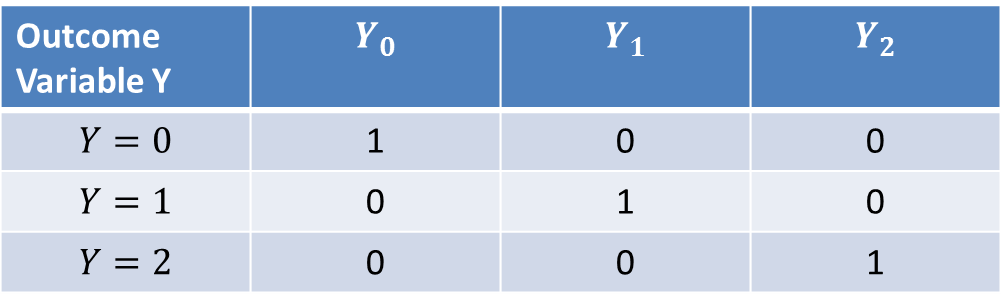 Outcome Variable Y Y₀ Y₁ Y₂
Y = 0 1 0 0
Y = 1 0 1 0
Y = 2 0 0 1